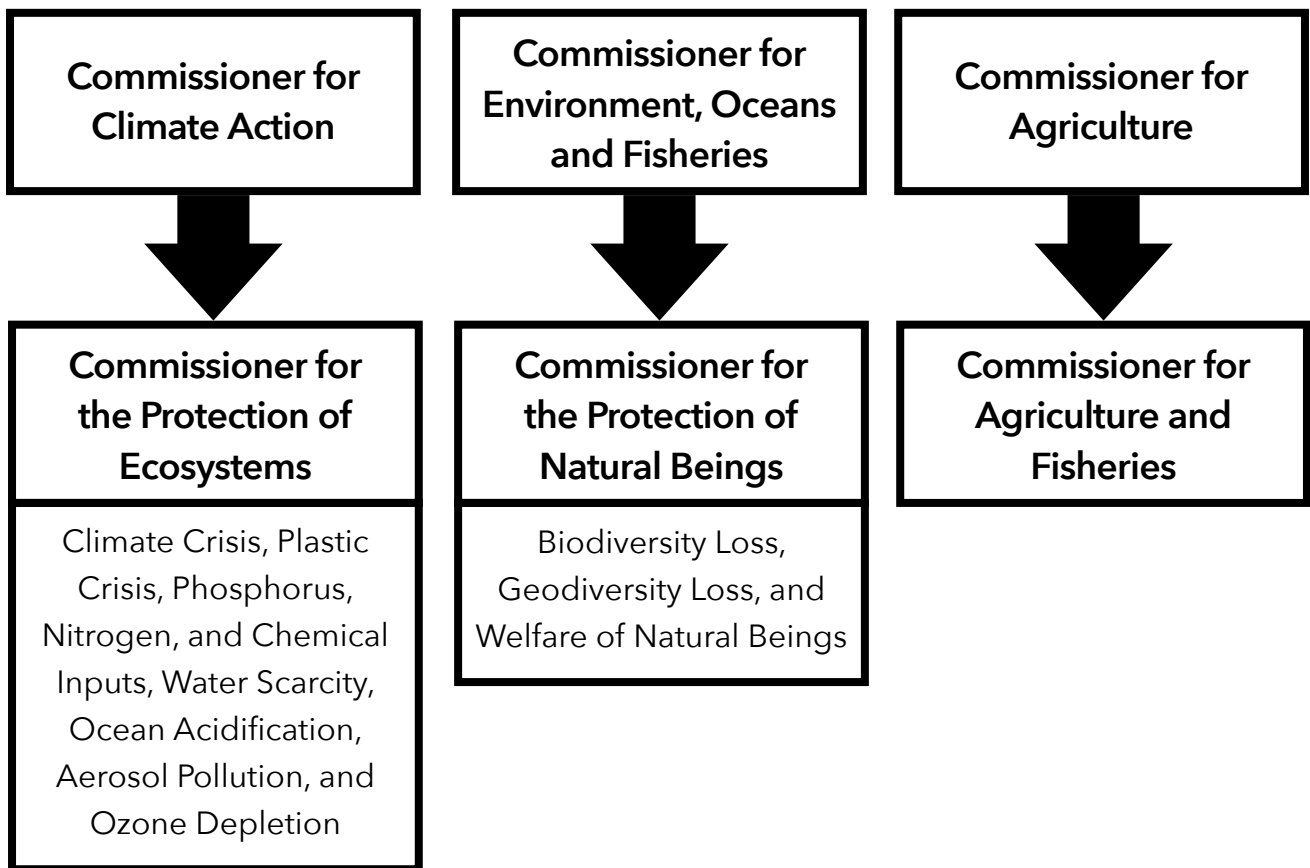 Commissioner for
Climate Action
Commissioner for
Environment, Oceans
and Fisheries
Commissioner for
Agriculture
Commissioner for
the Protection of
Ecosystems
Climate Crisis, Plastic
Crisis, Phosphorus,
Nitrogen, and Chemical
Inputs, Water Scarcity,
Ocean Acidification,
Aerosol Pollution, and
Ozone Depletion
Commissioner for
the Protection of
Natural Beings
Biodiversity Loss,
Geodiversity Loss, and
Welfare of Natural Beings
Commissioner for
Agriculture and
Fisheries